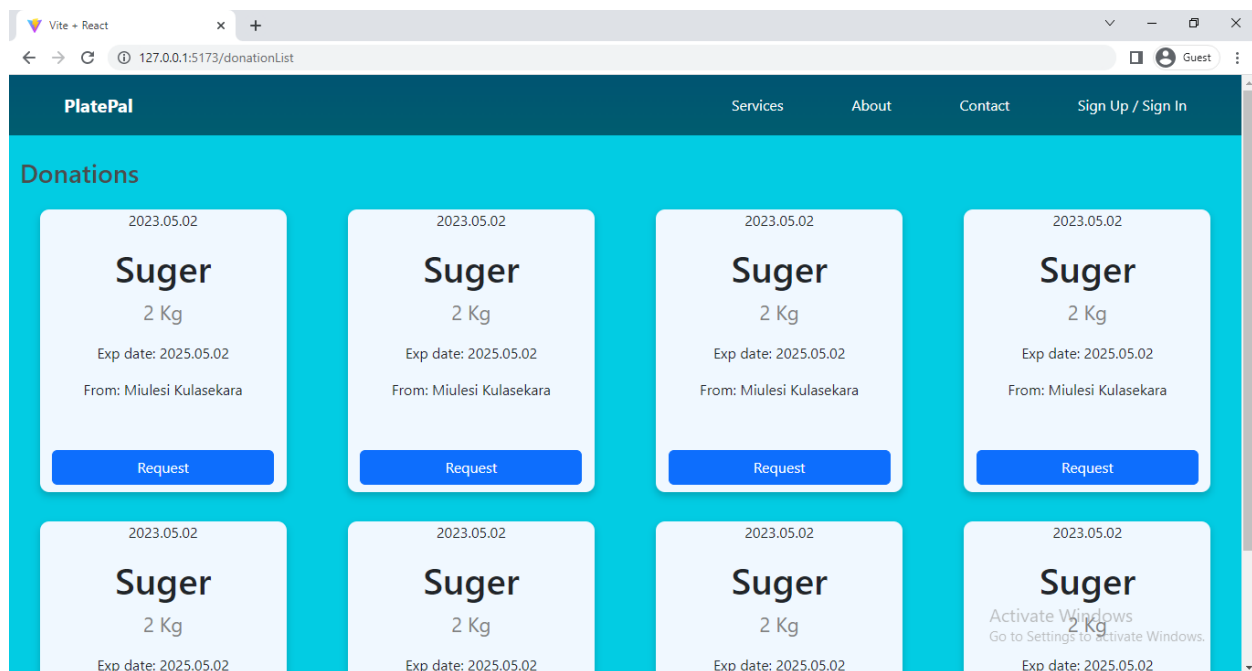 Vite + React
127.0.0.1:5173/donationList
Guest
PlatePal
Services About Contact Sign Up / Sign In
Donations
2023.05.02 2023.05.02 2023.05.02 2023.05.02
Suger Suger Suger Suger
2 Kg 2 Kg 2 Kg 2 Kg
Exp date: 2025.05.02 Exp date: 2025.05.02 Exp date: 2025.05.02 Exp date: 2025.05.02
From: Miulesi Kulasekara From: Miulesi Kulasekara From: Miulesi Kulasekara From: Miulesi Kulasekara
Request Request Request Request
2023.05.02 2023.05.02 2023.05.02 2023.05.02
Suger Suger Suger Suger
2 Kg 2 Kg 2 Kg 2 Kg
Activate Windows
Go to Settings to activate Windows.
Exp date: 2025.05.02 Exp date: 2025.05.02 Exp date: 2025.05.02 Exp date: 2025.05.02